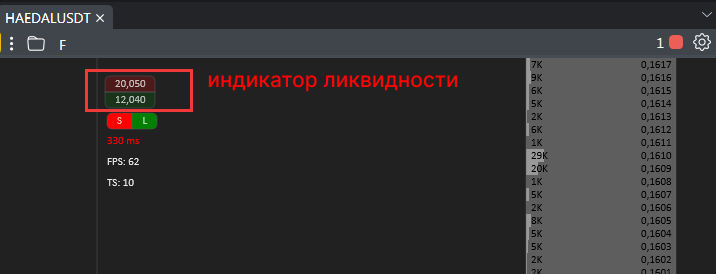 HAEDALUSDT ×
F
1
20,050
12,040
индикатор ликвидности
S L
330 ms
FPS: 62
TS: 10
7K 0,1617
9K 0,1616
6K 0,1615
5K 0,1614
2K 0,1613
6K 0,1612
1K 0,1611
29K 0,1610
20K 0,1609
1K 0,1608
5K 0,1607
2K 0,1606
8K 0,1605
5K 0,1604
5K 0,1603
2K 0,1602
2K 0,1601